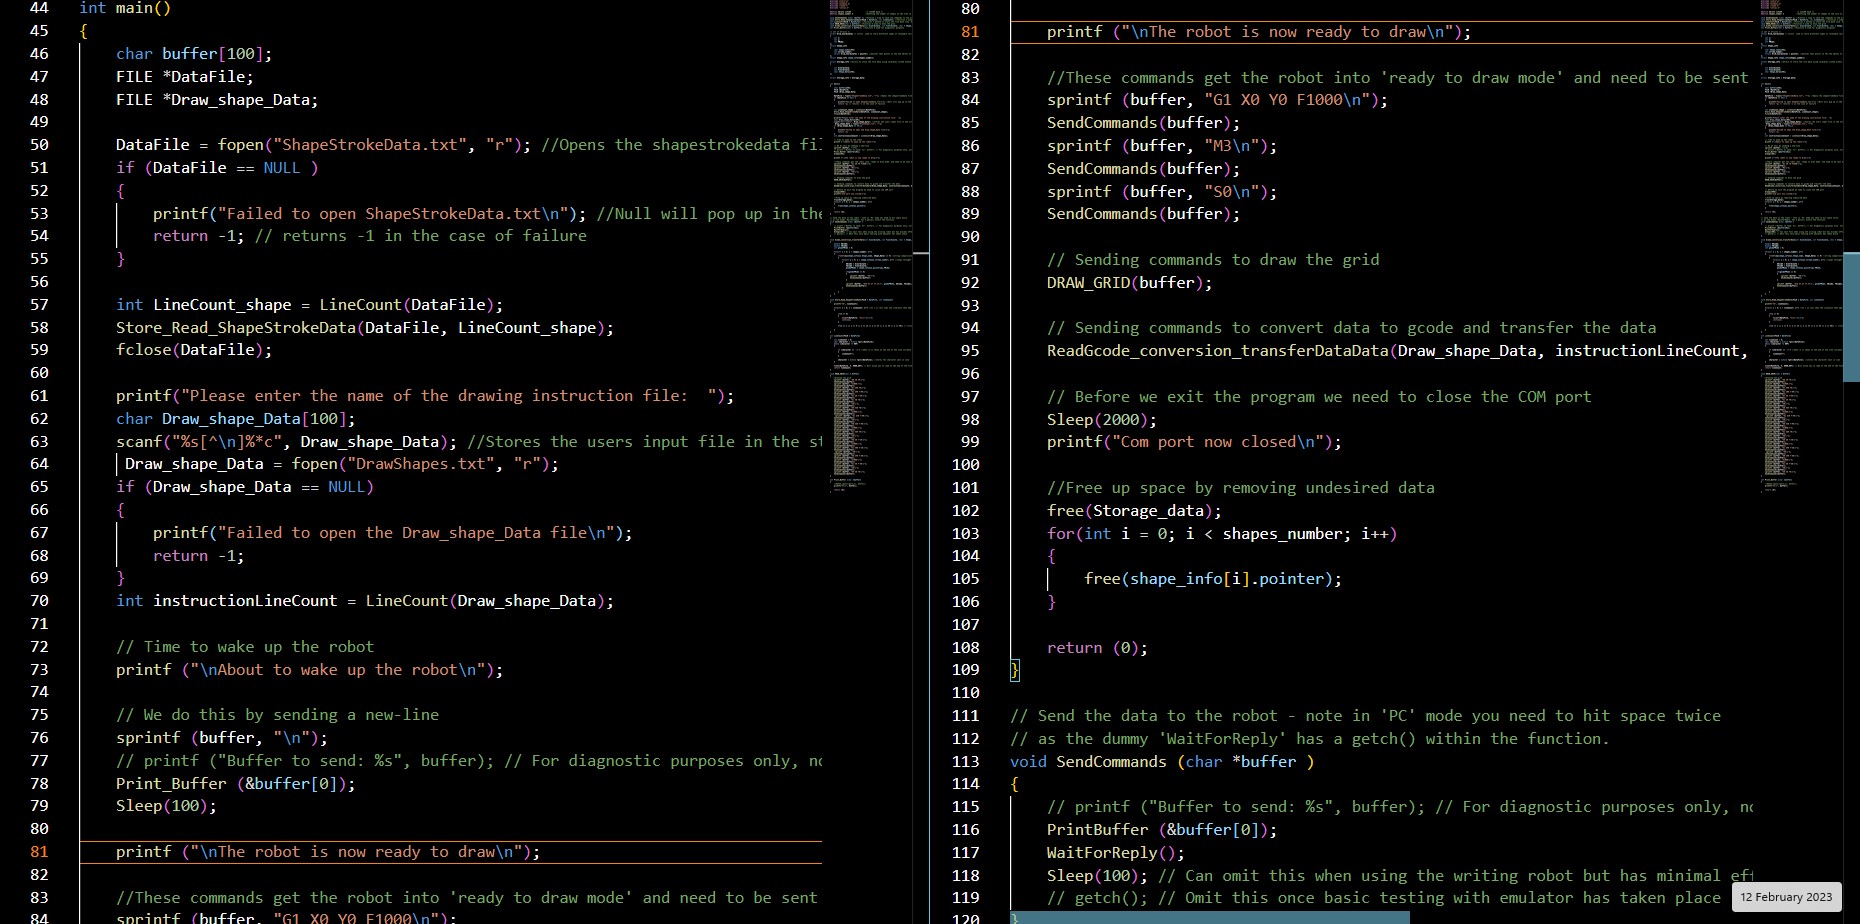 44 int main()
45 {
46 char buffer[100];
47 FILE *DataFile;
48 FILE *Draw_shape_Data;
49
50 DataFile = fopen("ShapeStrokeData.txt", "r"); //Opens the shapestrokedata
51 if (DataFile == NULL )
52 {
53 printf("Failed to open ShapeStrokeData.txt\n"); //Null will pop up in the
54 return -1; // returns -1 in the case of failure
55 }
56
57 int LineCount_shape = LineCount(DataFile);
58 Store_Read_ShapeStrokeData(DataFile, LineCount_shape);
59 fclose(DataFile);
60
61 printf("Please enter the name of the drawing instruction file:  ");
62 char Draw_shape_Data[100];
63 scanf("%s[^\n]%*c", Draw_shape_Data); //Stores the users input file in the
64 Draw_shape_Data = fopen("DrawShapes.txt", "r");
65 if (Draw_shape_Data == NULL)
66 {
67 printf("Failed to open the Draw_shape_Data file\n");
68 return -1;
69 }
70 int instructionLineCount = LineCount(Draw_shape_Data);
71
72 // Time to wake up the robot
73 printf ("\nAbout to wake up the robot\n");
74
75 // We do this by sending a new-line
76 sprintf (buffer, "\n");
77 // printf ("Buffer to send: %s", buffer); // For diagnostic purposes only,
78 Print_Buffer (&buffer[0]);
79 Sleep(100);
80
81 printf ("\nThe robot is now ready to draw\n");
82
83 //These commands get the robot into 'ready to draw mode' and need to be sent
84 sprintf (buffer, "G1 X0 Y0 F1000\n");
80
81 printf ("\nThe robot is now ready to draw\n");
82
83 //These commands get the robot into 'ready to draw mode' and need to be sent
84 sprintf (buffer, "G1 X0 Y0 F1000\n");
85 SendCommands(buffer);
86 sprintf (buffer, "M3\n");
87 SendCommands(buffer);
88 sprintf (buffer, "S0\n");
89 SendCommands(buffer);
90
91 // Sending commands to draw the grid
92 DRAW_GRID(buffer);
93
94 // Sending commands to convert data to gcode and transfer the data
95 ReadGcode_conversion_transferDataData(Draw_shape_Data, instructionLineCount,
96
97 // Before we exit the program we need to close the COM port
98 Sleep(2000);
99 printf("Com port now closed\n");
100
101 //Free up space by removing undesired data
102 free(Storage_data);
103 for(int i = 0; i < shapes_number; i++)
104 {
105 free(shape_info[i].pointer);
106 }
107
108 return (0);
109 }
110
111 // Send the data to the robot - note in 'PC' mode you need to hit space twice
112 // as the dummy 'WaitForReply' has a getch() within the function.
113 void SendCommands (char *buffer )
114 {
115 // printf ("Buffer to send: %s", buffer); // For diagnostic purposes only,
116 PrintBuffer (&buffer[0]);
117 WaitForReply();
118 Sleep(100); // Can omit this when using the writing robot but has minimal
119 // getch(); // Omit this once basic testing with emulator has taken place
120 }
12 February 2023